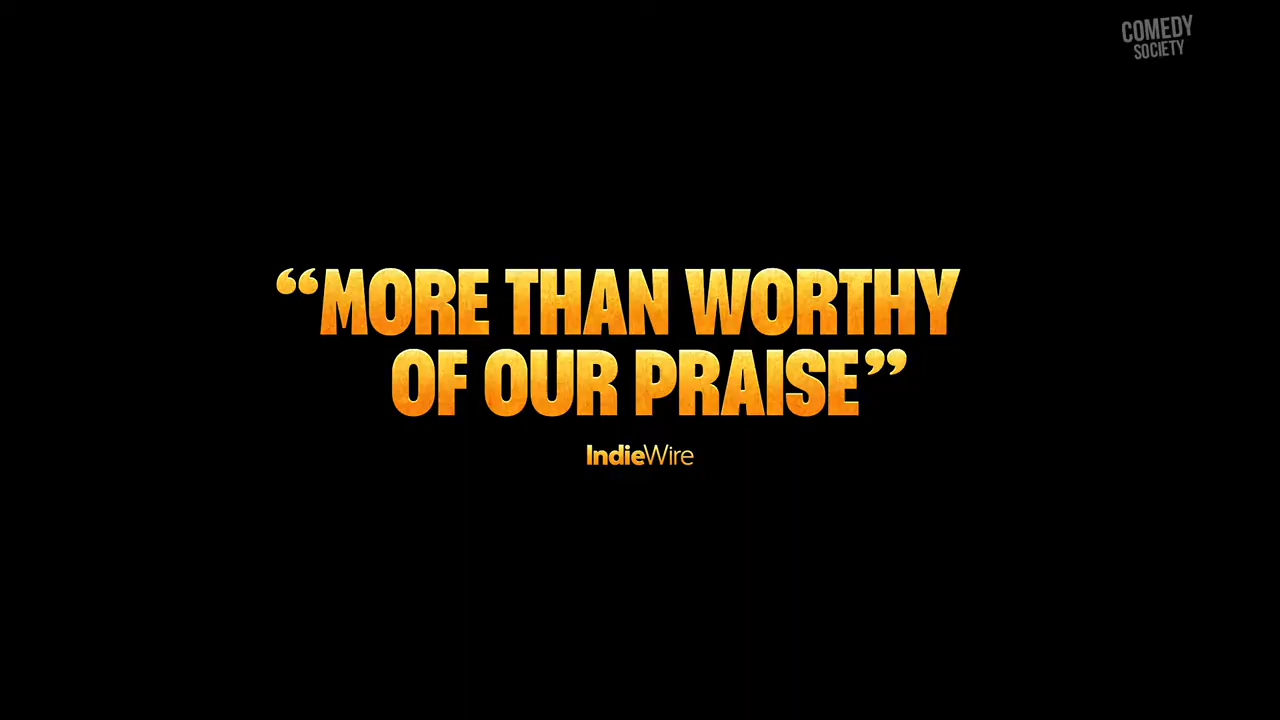 COMEDY
SOCIETY
“MORE THAN WORTHY
OF OUR PRAISE”
IndieWire